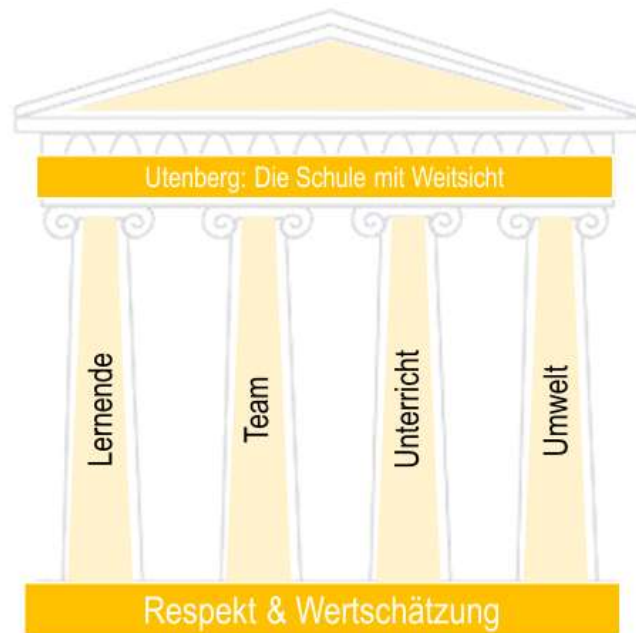 Utenberg: Die Schule mit Weitsicht
Lernende
Team
Unterricht
Umwelt
Respekt & Wertschätzung